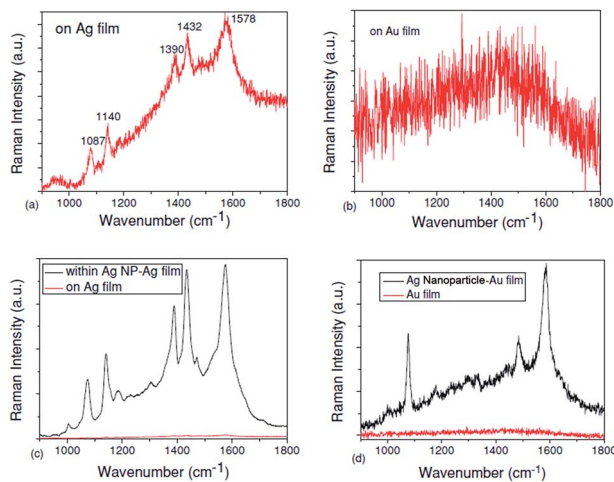 on Ag film
1578
1432
1390
1140
1087
Raman Intensity (a.u.)
1000 1200 1400 1600 1800
(a)
Wavenumber (cm-1)
on Au film
Raman Intensity (a.u.)
1000 1200 1400 1600 1800
(b)
Wavenumber (cm-1)
within Ag NP-Ag film
on Ag film
Raman Intensity (a.u.)
1000 1200 1400 1600 1800
(c)
Wavenumber (cm-1)
Ag Nanoparticle-Au film
Au film
Raman Intensity (a.u.)
1000 1200 1400 1600 1800
(d)
Wavenumber (cm-1)